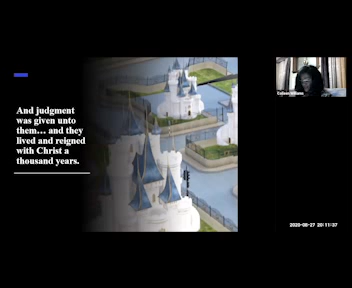 And judgment
was given unto
them... and they
lived and reigned
with Christ a
thousand years.
2020-08-27 20:11:37